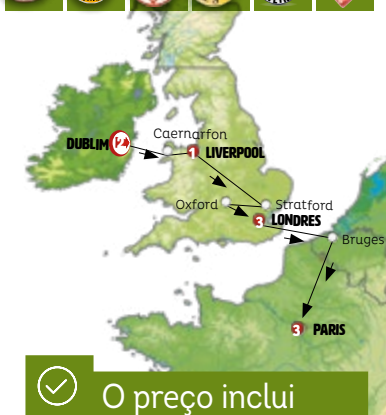 Caernarfon
DUBLIM 2
1 LIVERPOOL
Oxford
Stratford
3 LONDRES
Bruges
3 PARIS
O preço inclui